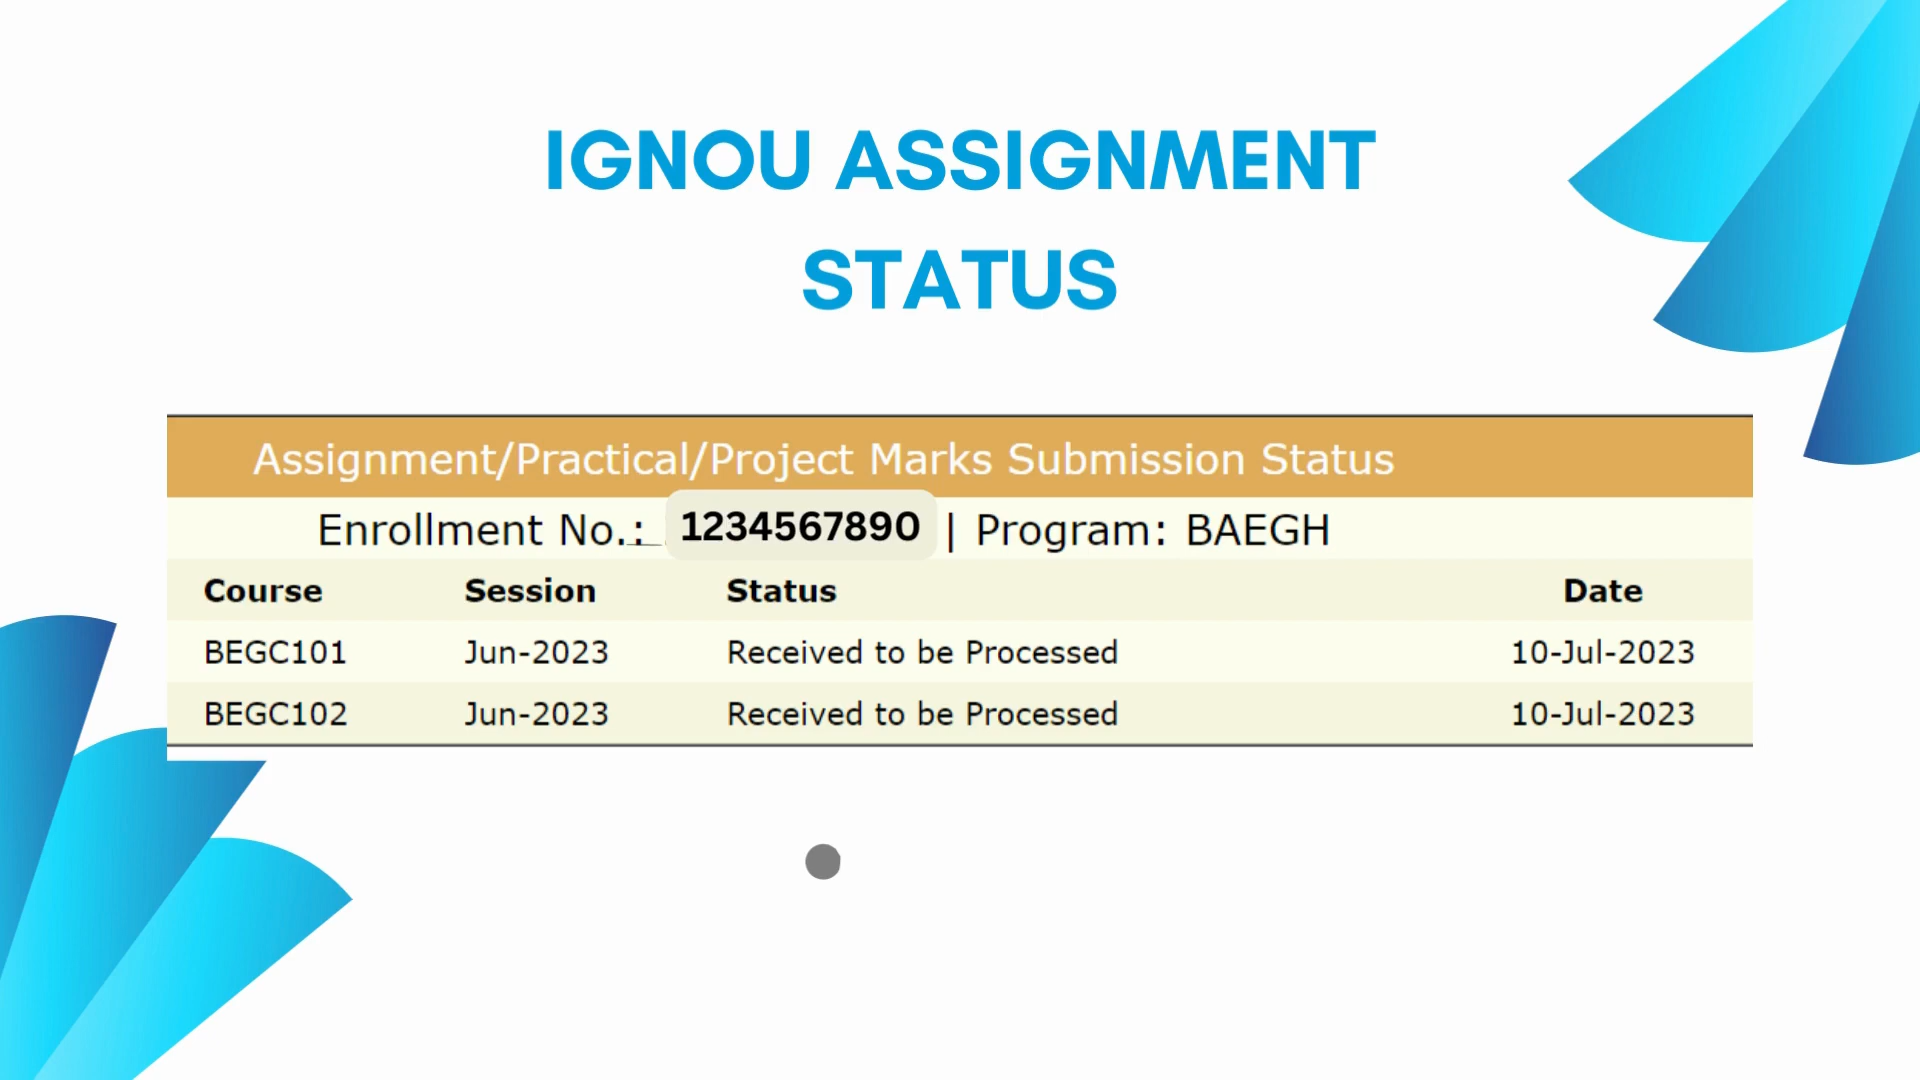 IGNOU ASSIGNMENT
STATUS
Assignment/Practical/Project Marks Submission Status
Enrollment No.: 1234567890 | Program: BAEGH
Course Session Status Date
BEGC101 Jun-2023 Received to be Processed 10-Jul-2023
BEGC102 Jun-2023 Received to be Processed 10-Jul-2023